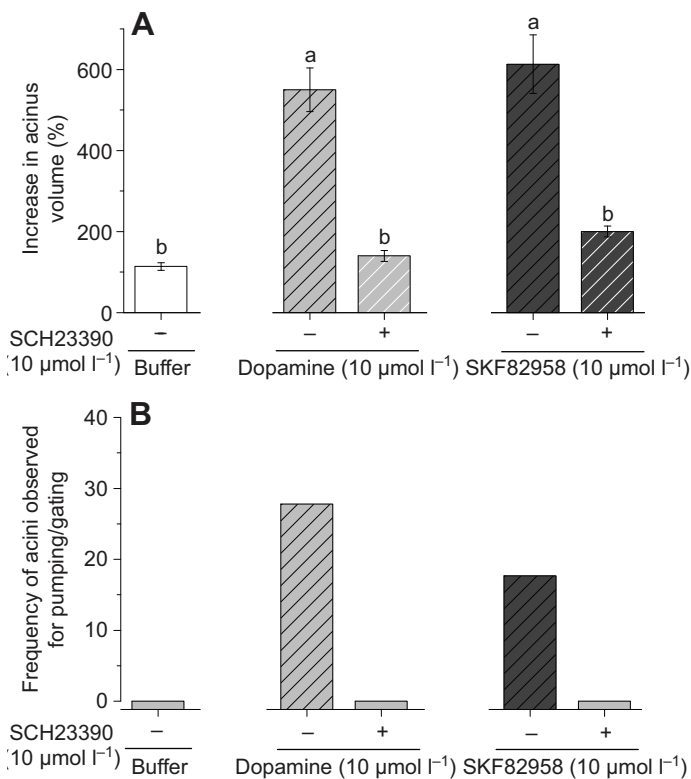 A
Increase in acinus
volume (%)
600
400
200
0
a
a
b
b
b
SCH23390
(10 µmol l⁻¹)
–
–
+
–
+
Buffer
Dopamine (10 µmol l⁻¹)
SKF82958 (10 µmol l⁻¹)
B
Frequency of acini observed
for pumping/gating
40
30
20
10
0
SCH23390
(10 µmol l⁻¹)
–
–
+
–
+
Buffer
Dopamine (10 µmol l⁻¹)
SKF82958 (10 µmol l⁻¹)